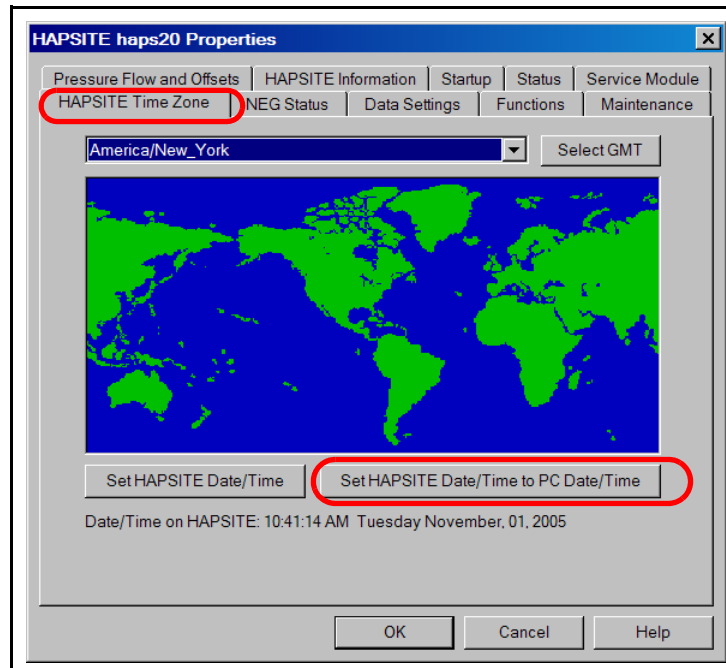 HAPSITE haps20 Properties
Pressure Flow and Offsets HAPSITE Information Startup Status Service Module
HAPSITE Time Zone NEG Status Data Settings Functions Maintenance
America/New_York Select GMT
Set HAPSITE Date/Time Set HAPSITE Date/Time to PC Date/Time
Date/Time on HAPSITE: 10:41:14 AM Tuesday November, 01, 2005
OK Cancel Help